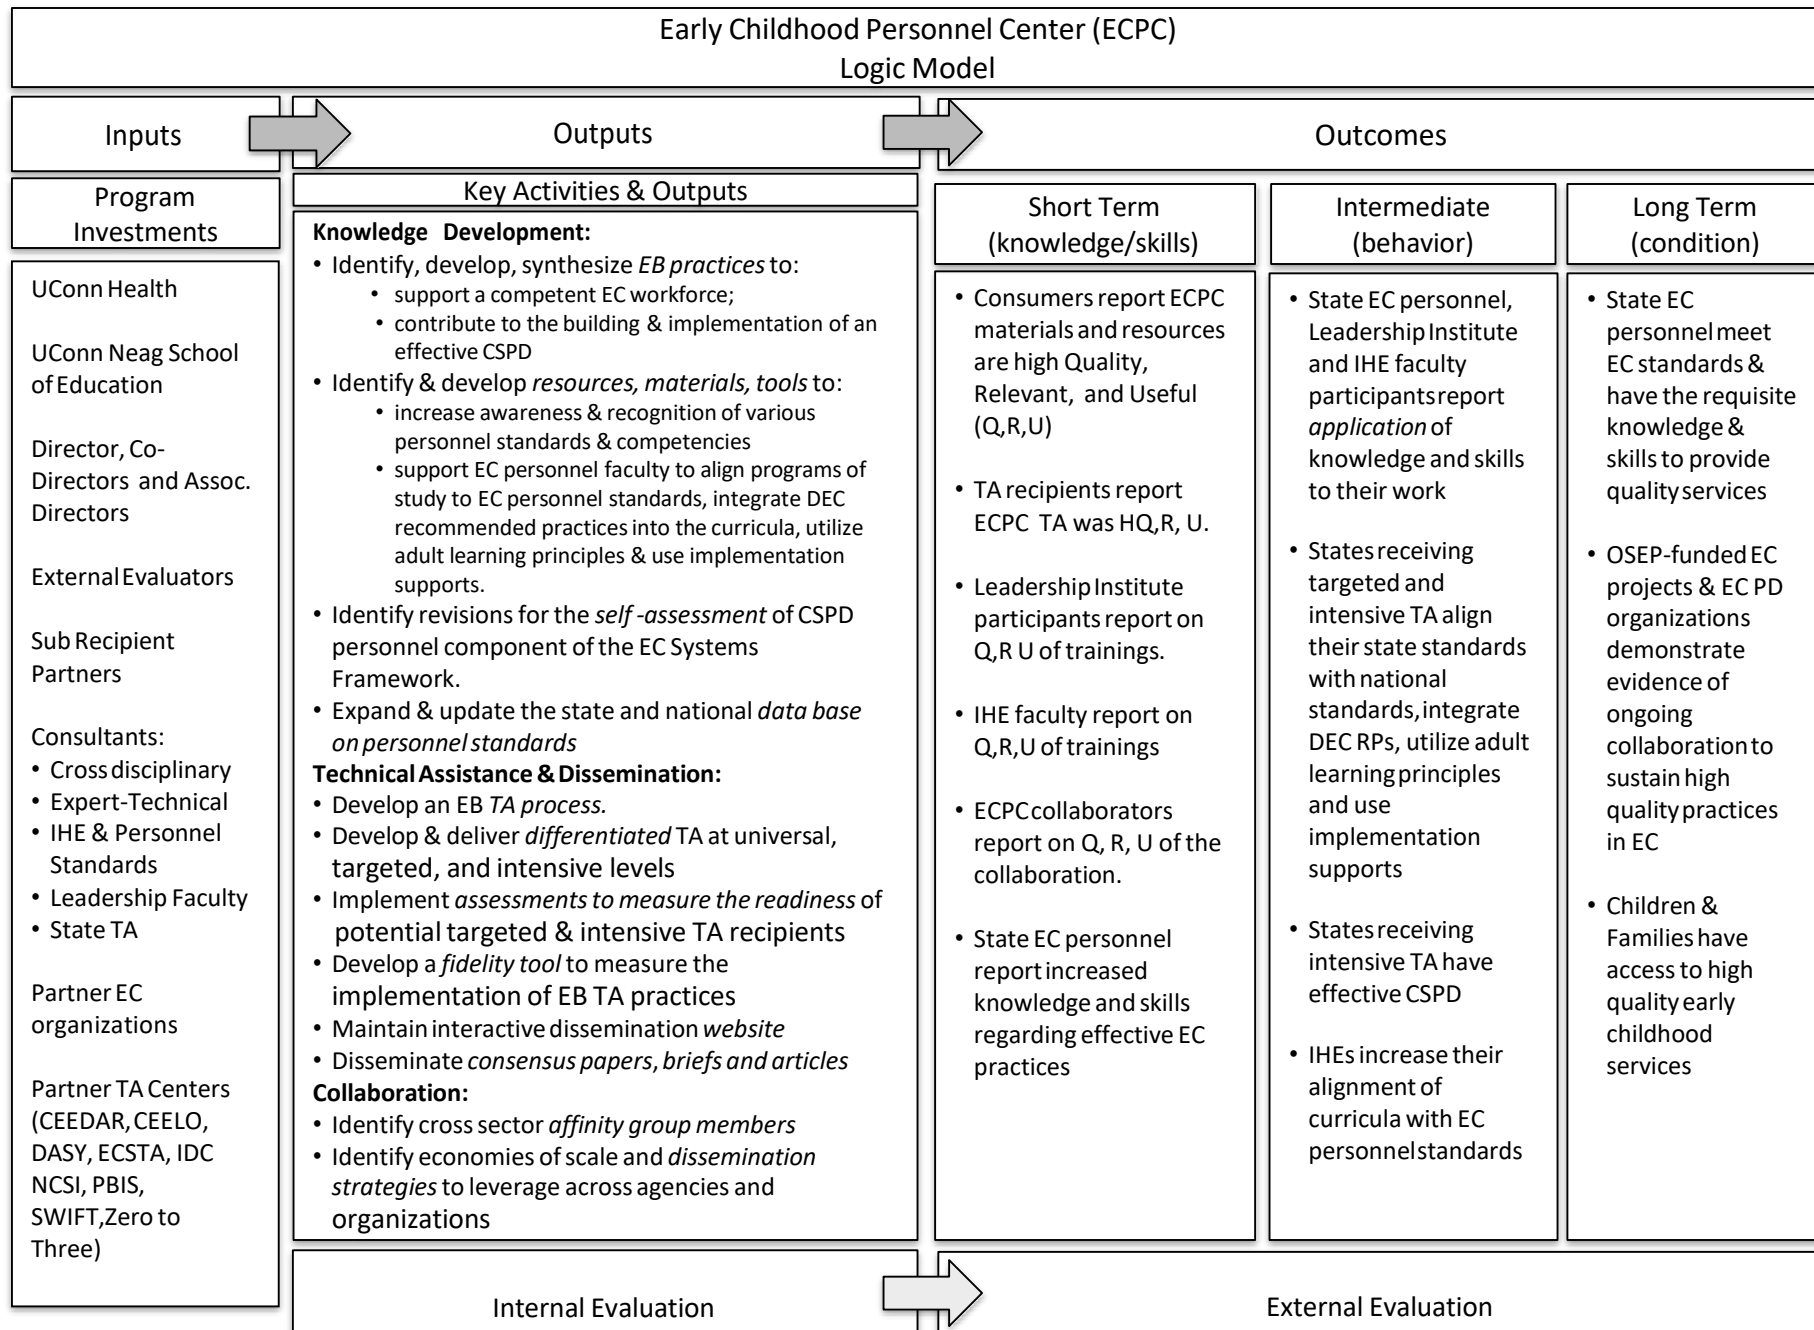 Early Childhood Personnel Center (ECPC)
Logic Model
Inputs
Outputs
Outcomes
Program
Investments
UConn Health
UConn Neag School
of Education
Director, Co-
Directors and Assoc.
Directors
External Evaluators
Sub Recipient
Partners
Consultants:
• Cross disciplinary
• Expert-Technical
• IHE & Personnel
Standards
• Leadership Faculty
• State TA
Partner EC
organizations
Partner TA Centers
(CEEDAR, CEELO,
DASY, ECSTA, IDC
NCSI, PBIS,
SWIFT,Zero to
Three)
Key Activities & Outputs
Knowledge Development:
• Identify, develop, synthesize EB practices to:
• support a competent EC workforce;
• contribute to the building & implementation of an
effective CSPD
• Identify & develop resources, materials, tools to:
• increase awareness & recognition of various
personnel standards & competencies
• support EC personnel faculty to align programs of
study to EC personnel standards, integrate DEC
recommended practices into the curricula, utilize
adult learning principles & use implementation
supports.
• Identify revisions for the self -assessment of CSPD
personnel component of the EC Systems
Framework.
• Expand & update the state and national data base
on personnel standards
Technical Assistance & Dissemination:
• Develop an EB TA process.
• Develop & deliver differentiated TA at universal,
targeted, and intensive levels
• Implement assessments to measure the readiness of
potential targeted & intensive TA recipients
• Develop a fidelity tool to measure the
implementation of EB TA practices
• Maintain interactive dissemination website
• Disseminate consensus papers, briefs and articles
Collaboration:
• Identify cross sector affinity group members
• Identify economies of scale and dissemination
strategies to leverage across agencies and
organizations
Short Term
(knowledge/skills)
• Consumers report ECPC
materials and resources
are high Quality,
Relevant, and Useful
(Q,R,U)
• TA recipients report
ECPC TA was HQ,R, U.
• Leadership Institute
participants report on
Q,R U of trainings.
• IHE faculty report on
Q,R,U of trainings
• ECPC collaborators
report on Q, R, U of the
collaboration.
• State EC personnel
report increased
knowledge and skills
regarding effective EC
practices
Intermediate
(behavior)
• State EC personnel,
Leadership Institute
and IHE faculty
participants report
application of
knowledge and skills
to their work
• States receiving
targeted and
intensive TA align
their state standards
with national
standards, integrate
DEC RPs, utilize adult
learning principles
and use
implementation
supports
• States receiving
intensive TA have
effective CSPD
• IHEs increase their
alignment of
curricula with EC
personnel standards
Long Term
(condition)
• State EC
personnel meet
EC standards &
have the requisite
knowledge &
skills to provide
quality services
• OSEP-funded EC
projects & EC PD
organizations
demonstrate
evidence of
ongoing
collaboration to
sustain high
quality practices
in EC
• Children &
Families have
access to high
quality early
childhood
services
Internal Evaluation
External Evaluation